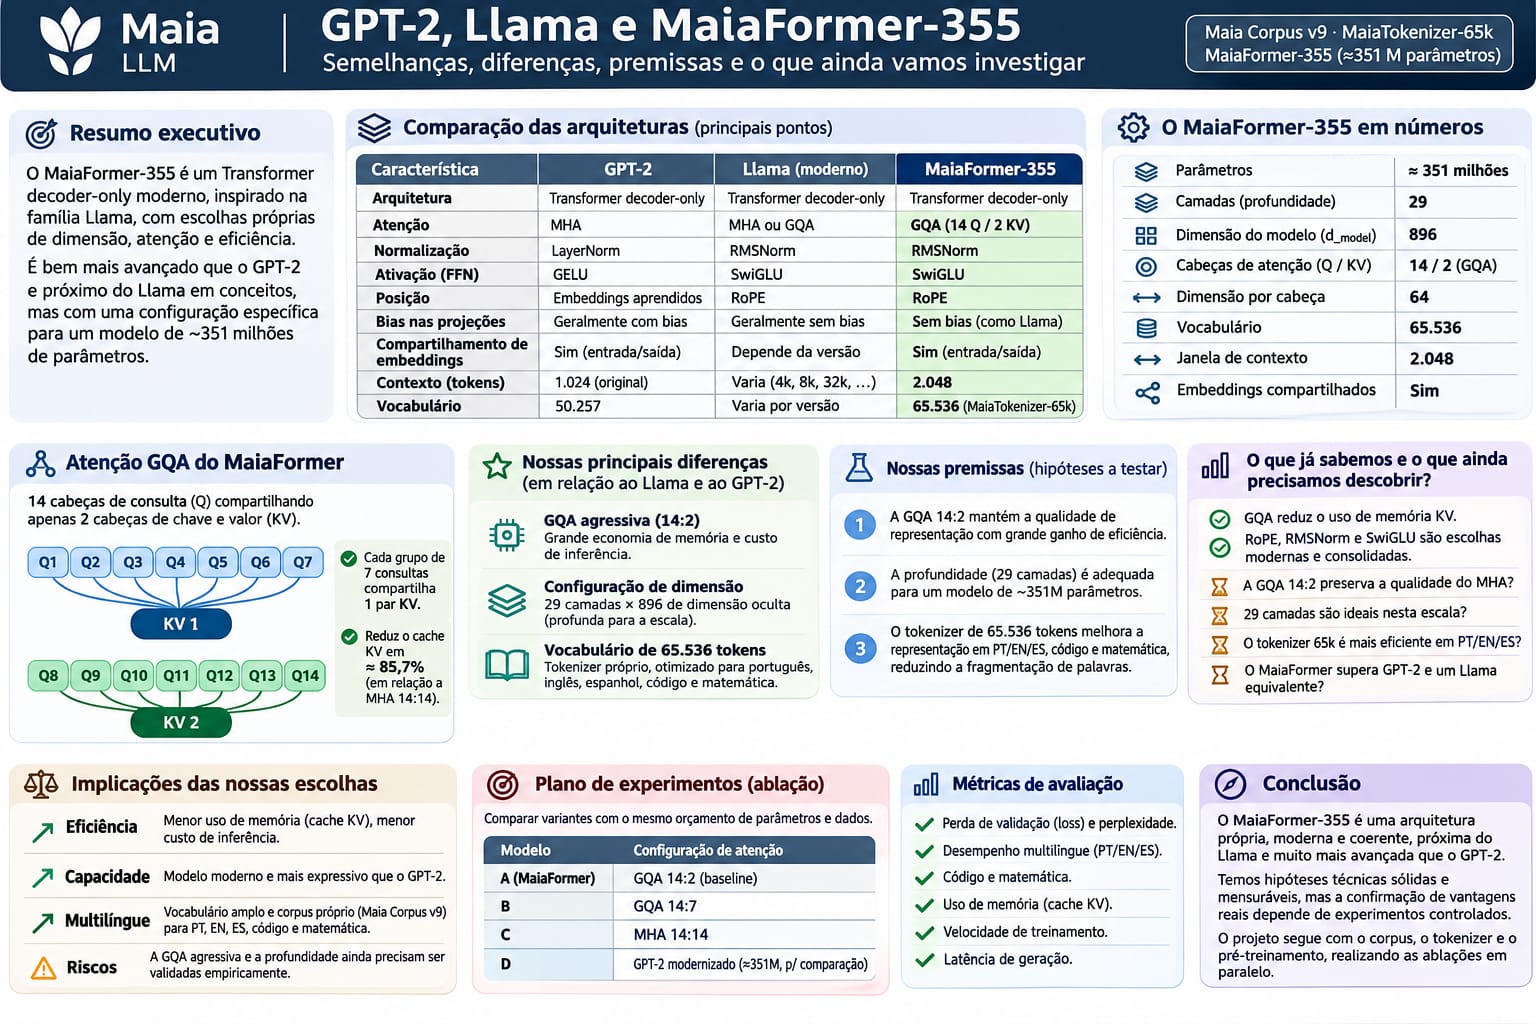 Maia
LLM
GPT-2, Llama e MaiaFormer-355
Semelhanças, diferenças, premissas e o que ainda vamos investigar
Maia Corpus v9 · MaiaTokenizer-65k
MaiaFormer-355 (≈351 M parâmetros)
Resumo executivo
O MaiaFormer-355 é um Transformer
decoder-only moderno, inspirado na
família Llama, com escolhas próprias
de dimensão, atenção e eficiência.
É bem mais avançado que o GPT-2
e próximo do Llama em conceitos,
mas com uma configuração específica
para um modelo de ~351 milhões
de parâmetros.
Comparação das arquiteturas (principais pontos)
Característica GPT-2 Llama (moderno) MaiaFormer-355
Arquitetura Transformer decoder-only Transformer decoder-only Transformer decoder-only
Atenção MHA MHA ou GQA GQA (14 Q / 2 KV)
Normalização LayerNorm RMSNorm RMSNorm
Ativação (FFN) GELU SwiGLU SwiGLU
Posição Embeddings aprendidos RoPE RoPE
Bias nas projeções Geralmente com bias Geralmente sem bias Sem bias (como Llama)
Compartilhamento de
embeddings Sim (entrada/saída) Depende da versão Sim (entrada/saída)
Contexto (tokens) 1.024 (original) Varia (4k, 8k, 32k, ...) 2.048
Vocabulário 50.257 Varia por versão 65.536 (MaiaTokenizer-65k)
O MaiaFormer-355 em números
Parâmetros ≈ 351 milhões
Camadas (profundidade) 29
Dimensão do modelo (d_model) 896
Cabeças de atenção (Q / KV) 14 / 2 (GQA)
Dimensão por cabeça 64
Vocabulário 65.536
Janela de contexto 2.048
Embeddings compartilhados Sim
Atenção GQA do MaiaFormer
14 cabeças de consulta (Q) compartilhando
apenas 2 cabeças de chave e valor (KV).
Q1 Q2 Q3 Q4 Q5 Q6 Q7
KV 1
Q8 Q9 Q10 Q11 Q12 Q13 Q14
KV 2
Cada grupo de
7 consultas
compartilha
1 par KV.
Reduz o cache
KV em
≈ 85,7%
(em relação a
MHA 14:14).
Nossas principais diferenças
(em relação ao Llama e ao GPT-2)
GQA agressiva (14:2)
Grande economia de memória e custo
de inferência.
Configuração de dimensão
29 camadas × 896 de dimensão oculta
(profunda para a escala).
Vocabulário de 65.536 tokens
Tokenizer próprio, otimizado para português,
inglês, espanhol, código e matemática.
Nossas premissas (hipóteses a testar)
1
A GQA 14:2 mantém a qualidade de
representação com grande ganho de eficiência.
2
A profundidade (29 camadas) é adequada
para um modelo de ~351M parâmetros.
3
O tokenizer de 65.536 tokens melhora a
representação em PT/EN/ES, código e matemática,
reduzindo a fragmentação de palavras.
O que já sabemos e o que ainda
precisamos descobrir?
GQA reduz o uso de memória KV.
RoPE, RMSNorm e SwiGLU são escolhas
modernas e consolidadas.
A GQA 14:2 preserva a qualidade do MHA?
29 camadas são ideais nesta escala?
O tokenizer 65k é mais eficiente em PT/EN/ES?
O MaiaFormer supera GPT-2 e um Llama
equivalente?
Implicações das nossas escolhas
Eficiência
Menor uso de memória (cache KV), menor
custo de inferência.
Capacidade
Modelo moderno e mais expressivo que o GPT-2.
Multilíngue
Vocabulário amplo e corpus próprio (Maia Corpus v9)
para PT, EN, ES, código e matemática.
Riscos
A GQA agressiva e a profundidade ainda precisam ser
validadas empiricamente.
Plano de experimentos (ablação)
Comparar variantes com o mesmo orçamento de parâmetros e dados.
Modelo Configuração de atenção
A (MaiaFormer) GQA 14:2 (baseline)
B GQA 14:7
C MHA 14:14
D GPT-2 modernizado (≈351M, p/ comparação)
Métricas de avaliação
Perda de validação (loss) e perplexidade.
Desempenho multilingue (PT/EN/ES).
Código e matemática.
Uso de memória (cache KV).
Velocidade de treinamento.
Latência de geração.
Conclusão
O MaiaFormer-355 é uma arquitetura
própria, moderna e coerente, próxima do
Llama e muito mais avançada que o GPT-2.
Temos hipóteses técnicas sólidas e
mensuráveis, mas a confirmação de vantagens
reais depende de experimentos controlados.
O projeto segue com o corpus, o tokenizer e o
pré-treinamento, realizando as ablações em
paralelo.